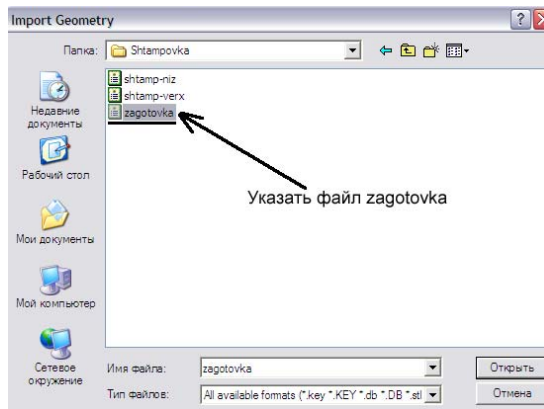 Import Geometry
Папка: Shtampovka
shtamp-niz
shtamp-verx
zagotovka
Недавние документы
Рабочий стол
Мои документы
Мой компьютер
Сетевое окружение
Указать файл zagotovka
Имя файла: zagotovka Открыть
Тип файлов: All available formats (*.key *.KEY *.db *.DB *.stl Отмена